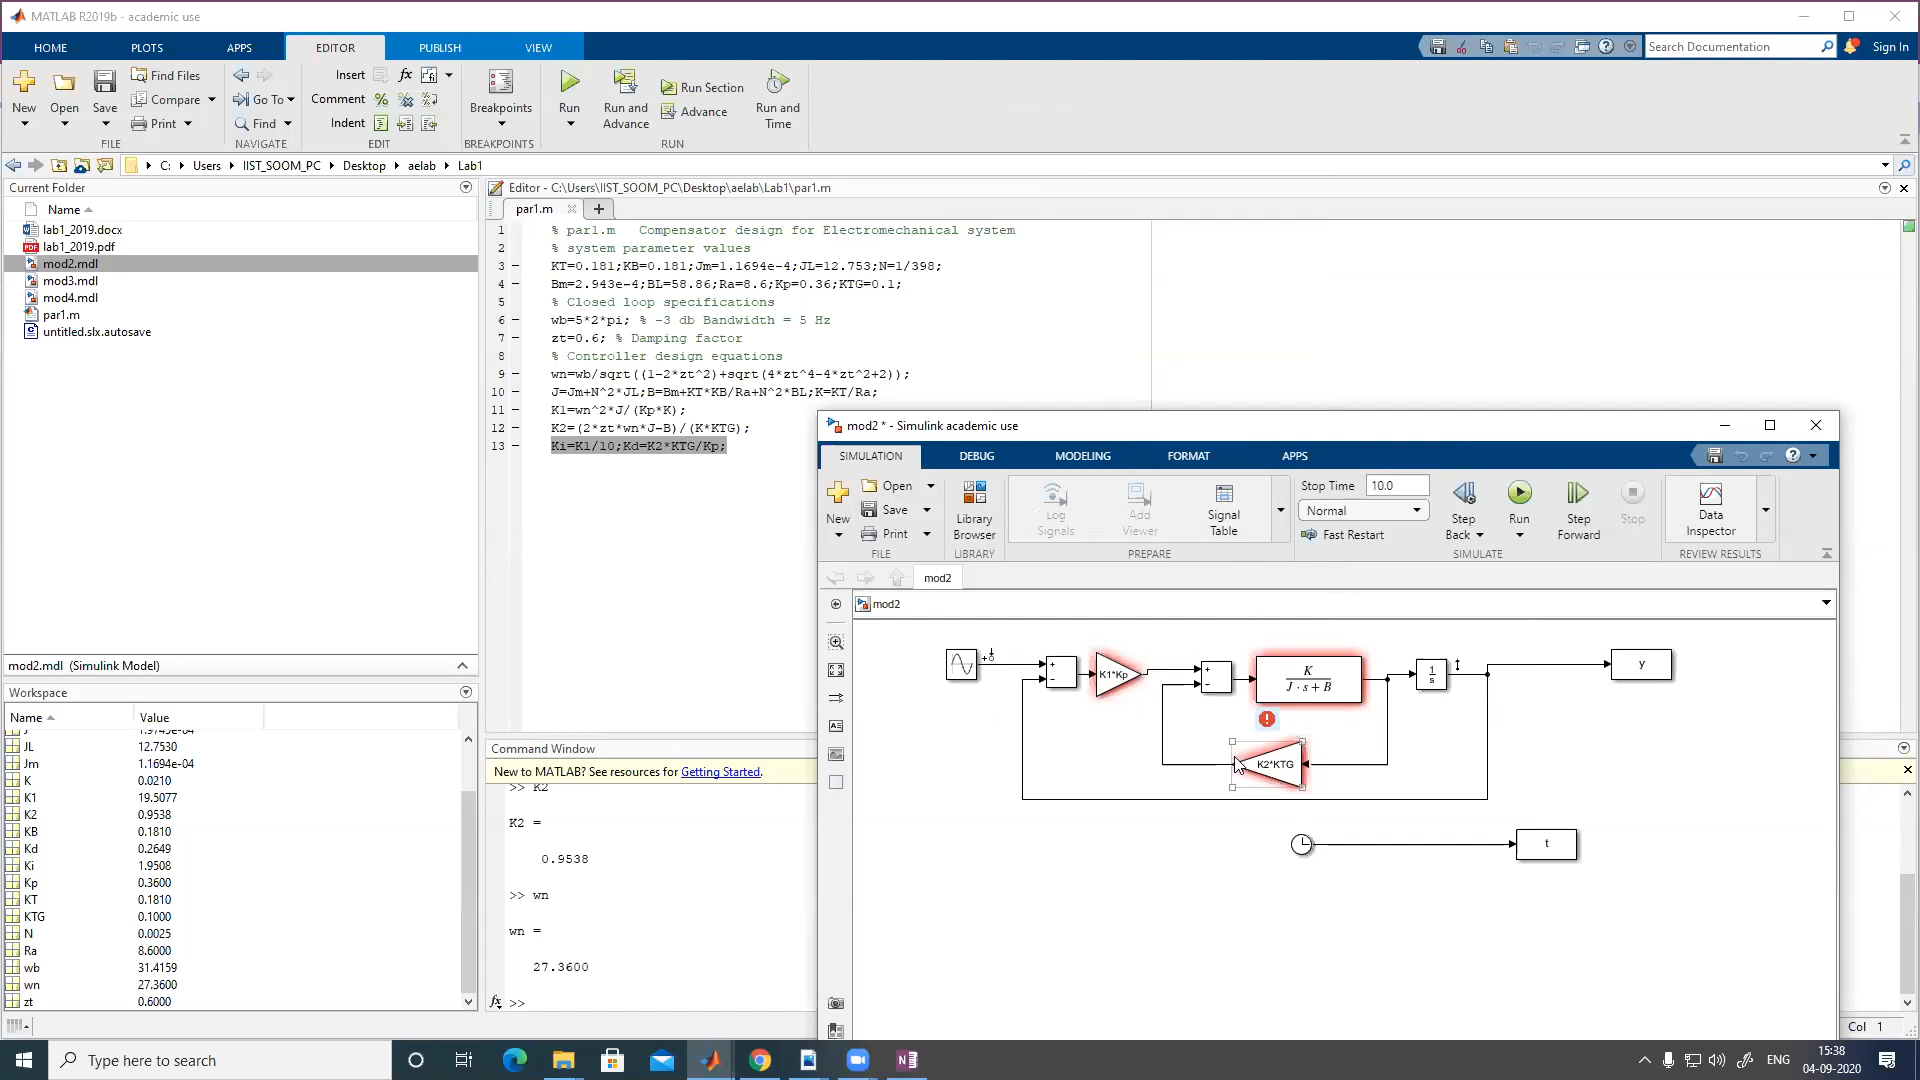 MATLAB R2019b - academic use
HOME PLOTS APPS EDITOR PUBLISH VIEW
Search Documentation
Sign In
New Open Save
Find Files
Compare
Print
FILE
Go To
Find
NAVIGATE
Insert
fx
Comment
Indent
EDIT
Breakpoints
BREAKPOINTS
Run
Run and Advance
Run Section
Advance
Run and Time
RUN
C: Users IIST_SOOM_PC Desktop aelab Lab1
Current Folder
Name
lab1_2019.docx
lab1_2019.pdf
mod2.mdl
mod3.mdl
mod4.mdl
par1.m
untitled.slx.autosave
mod2.mdl (Simulink Model)
Workspace
Name Value
J 1.9745e-04
JL 12.7530
Jm 1.1694e-04
K 0.0210
K1 19.5077
K2 0.9538
KB 0.1810
Kd 0.2649
Ki 1.9508
Kp 0.3600
KT 0.1810
KTG 0.1000
N 0.0025
Ra 8.6000
wb 31.4159
wn 27.3600
zt 0.6000
Editor - C:\Users\IIST_SOOM_PC\Desktop\aelab\Lab1\par1.m
par1.m
1 % par1.m Compensator design for Electromechanical system
2 % system parameter values
3 KT=0.181;KB=0.181;Jm=1.1694e-4;JL=12.753;N=1/398;
4 Bm=2.943e-4;BL=58.86;Ra=8.6;Kp=0.36;KTG=0.1;
5 % Closed loop specifications
6 wb=5*2*pi; % -3 db Bandwidth = 5 Hz
7 zt=0.6; % Damping factor
8 % Controller design equations
9 wn=wb/sqrt((1-2*zt^2)+sqrt(4*zt^4-4*zt^2+2));
10 J=Jm+N^2*JL;B=Bm+KT*KB/Ra+N^2*BL;K=KT/Ra;
11 K1=wn^2*J/(Kp*K);
12 K2=(2*zt*wn*J-B)/(K*KTG);
13 Ki=K1/10;Kd=K2*KTG/Kp;
Command Window
New to MATLAB? See resources for Getting Started.
>> K2
K2 =
0.9538
>> wn
wn =
27.3600
fx >>
mod2 * - Simulink academic use
SIMULATION DEBUG MODELING FORMAT APPS
New
Open
Save
Print
FILE
Library Browser
LIBRARY
Log Signals
Add Viewer
Signal Table
PREPARE
Stop Time 10.0
Normal
Fast Restart
Step Back
Run
Step Forward
Stop
SIMULATE
Data Inspector
REVIEW RESULTS
mod2
mod2
+
-
K1*Kp
+
-
K
J·s+B
1
s
y
K2*KTG
t
Col 1
Type here to search
ENG
15:38
04-09-2020